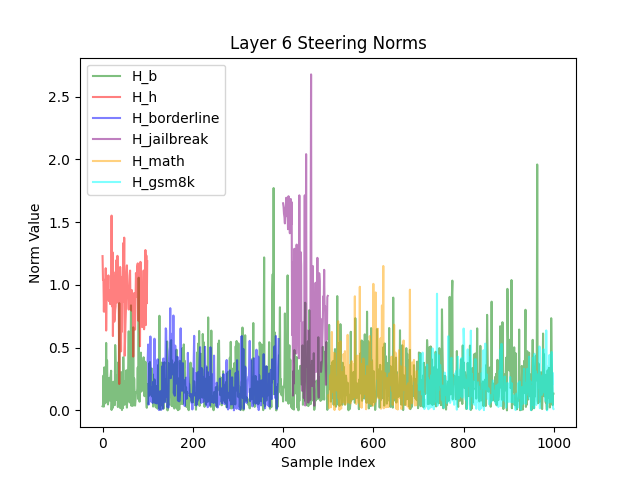 Layer 6 Steering Norms
H_b
H_h
H_borderline
H_jailbreak
H_math
H_gsm8k
Norm Value
2.5
2.0
1.5
1.0
0.5
0.0
0 200 400 600 800 1000
Sample Index